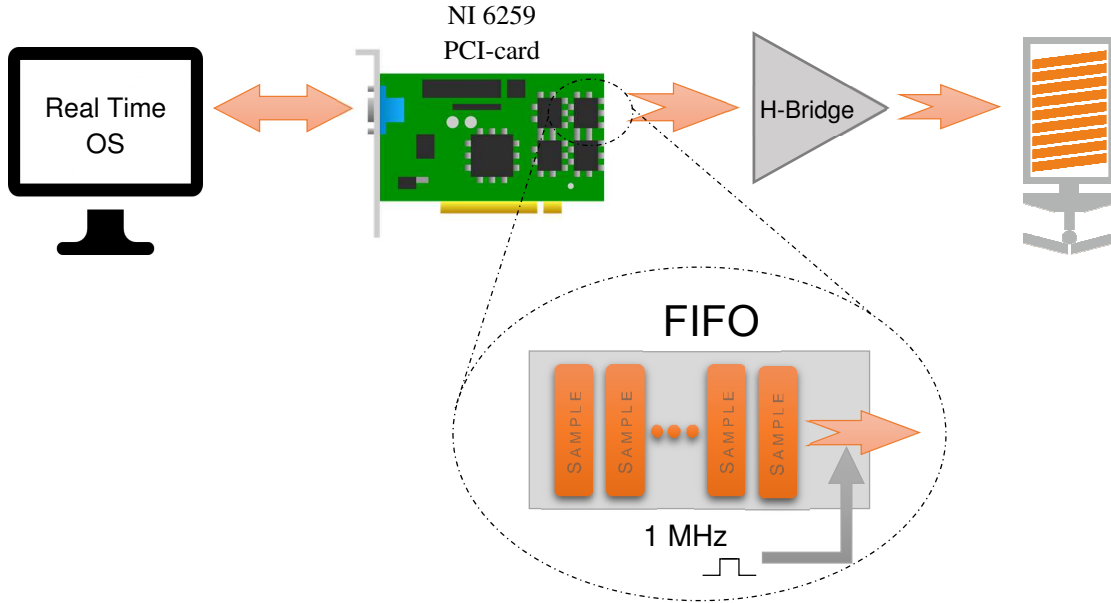 NI 6259
PCI-card
Real Time
OS
H-Bridge
FIFO
SAMPLE
SAMPLE
SAMPLE
SAMPLE
1 MHz